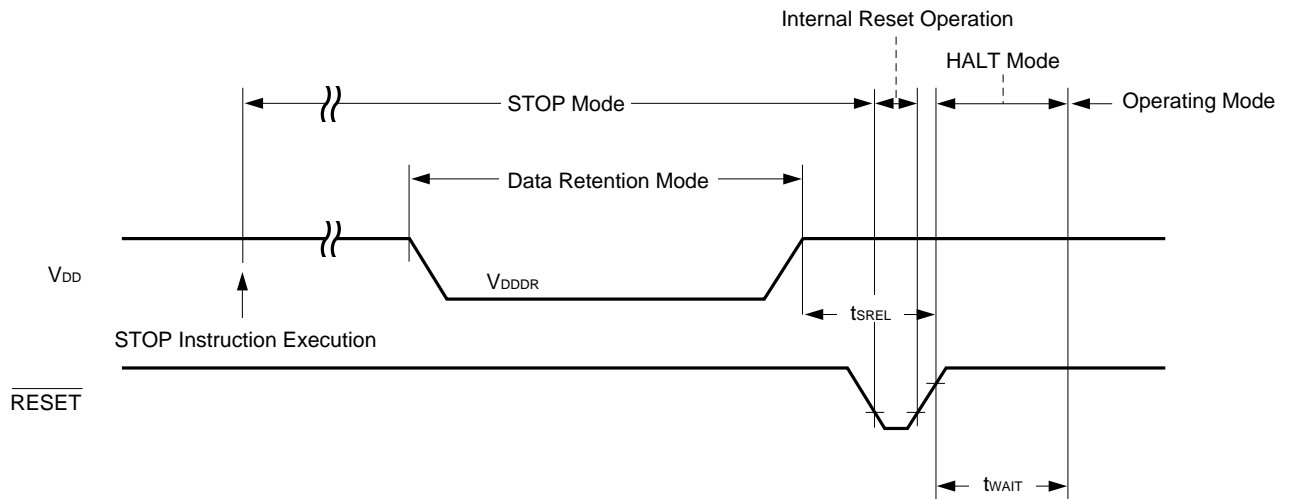 Internal Reset Operation
HALT Mode
STOP Mode
Operating Mode
Data Retention Mode
VDD
VDDDR
tSREL
STOP Instruction Execution
RESET
tWAIT